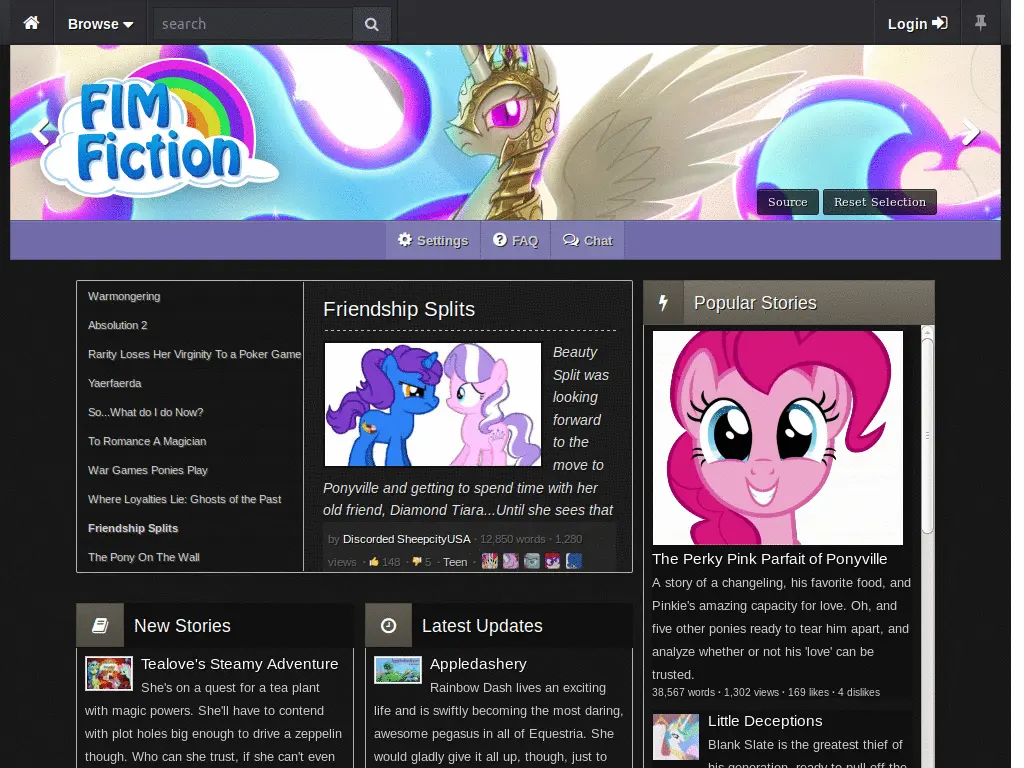 Browse
search
Login
FIM
Fiction
Source
Reset Selection
Settings
FAQ
Chat
Warmongering
Absolution 2
Rarity Loses Her Virginity To a Poker Game
Yaerfaerda
So...What do I do Now?
To Romance A Magician
War Games Ponies Play
Where Loyalties Lie: Ghosts of the Past
Friendship Splits
The Pony On The Wall
Friendship Splits
Beauty
Split was
looking
forward
to the
move to
Ponyville and getting to spend time with her
old friend, Diamond Tiara...Until she sees that
by Discorded SheepcityUSA · 12,850 words · 1,280
views · 148 · 5 · Teen ·
Popular Stories
The Perky Pink Parfait of Ponyville
A story of a changeling, his favorite food, and
Pinkie's amazing capacity for love. Oh, and
five other ponies ready to tear him apart, and
analyze whether or not his 'love' can be
trusted.
38,567 words · 1,302 views · 169 likes · 4 dislikes
Little Deceptions
Blank Slate is the greatest thief of
his generation, ready to pull off the
New Stories
Tealove's Steamy Adventure
She's on a quest for a tea plant
with magic powers. She'll have to contend
with plot holes big enough to drive a zeppelin
though. Who can she trust, if she can't even
Latest Updates
Appledashery
Rainbow Dash lives an exciting
life and is swiftly becoming the most daring,
awesome pegasus in all of Equestria. She
would gladly give it all up, though, just to